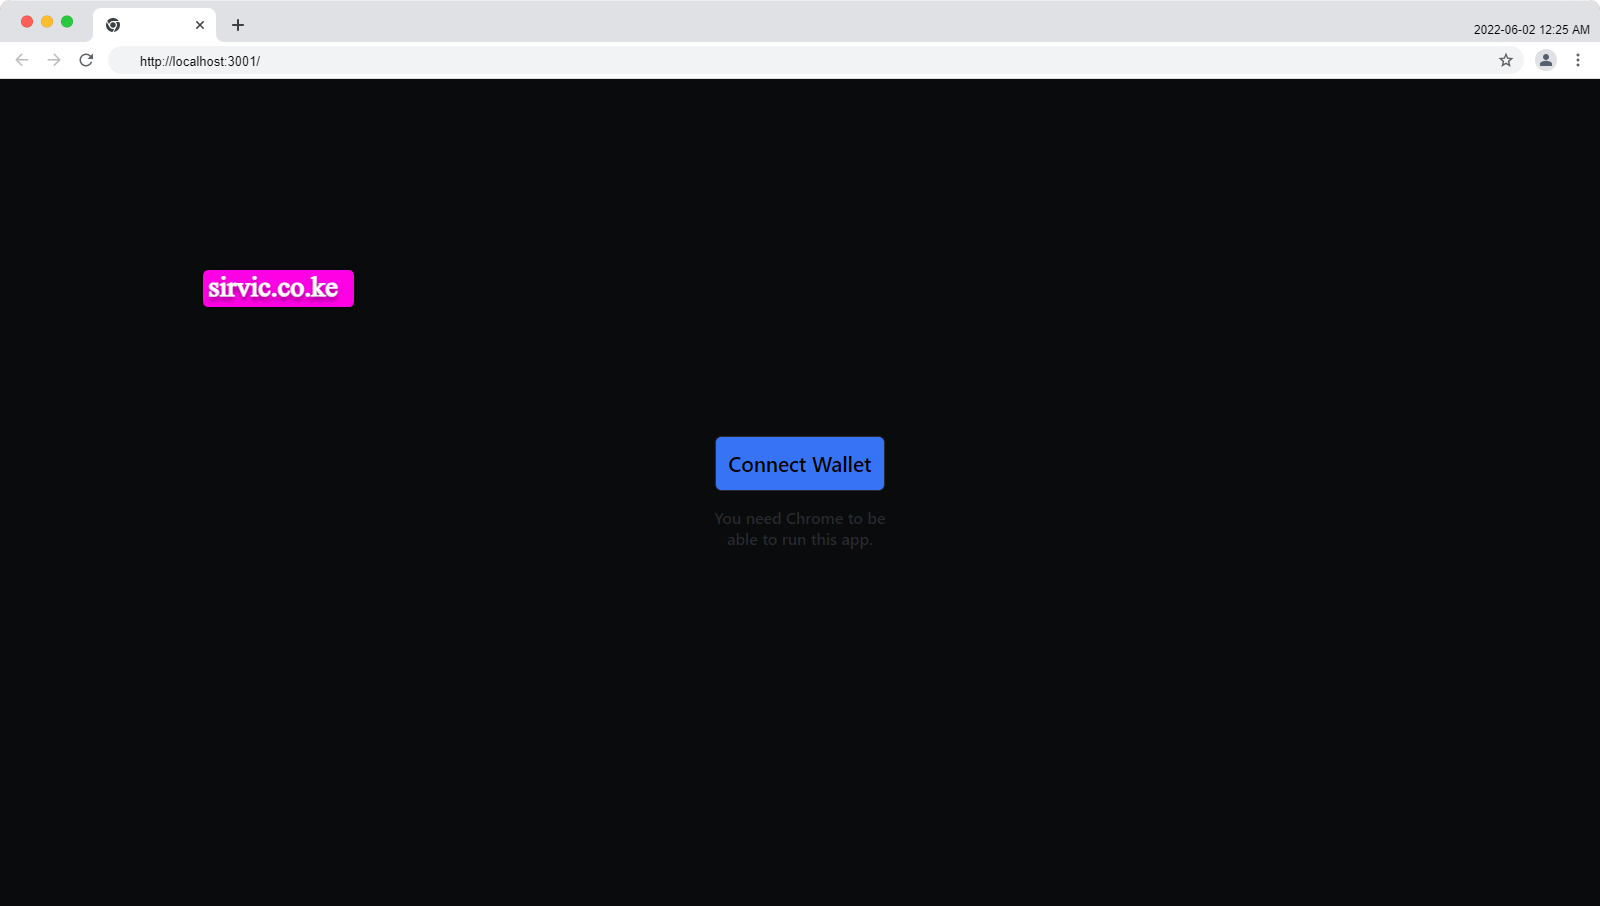 2022-06-02 12:25 AM
http://localhost:3001/
sirvic.co.ke
Connect Wallet
You need Chrome to be
able to run this app.